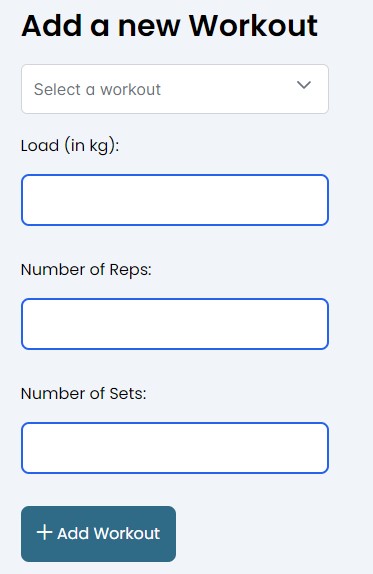 Add a new Workout
Select a workout
Load (in kg):
Number of Reps:
Number of Sets:
+ Add Workout